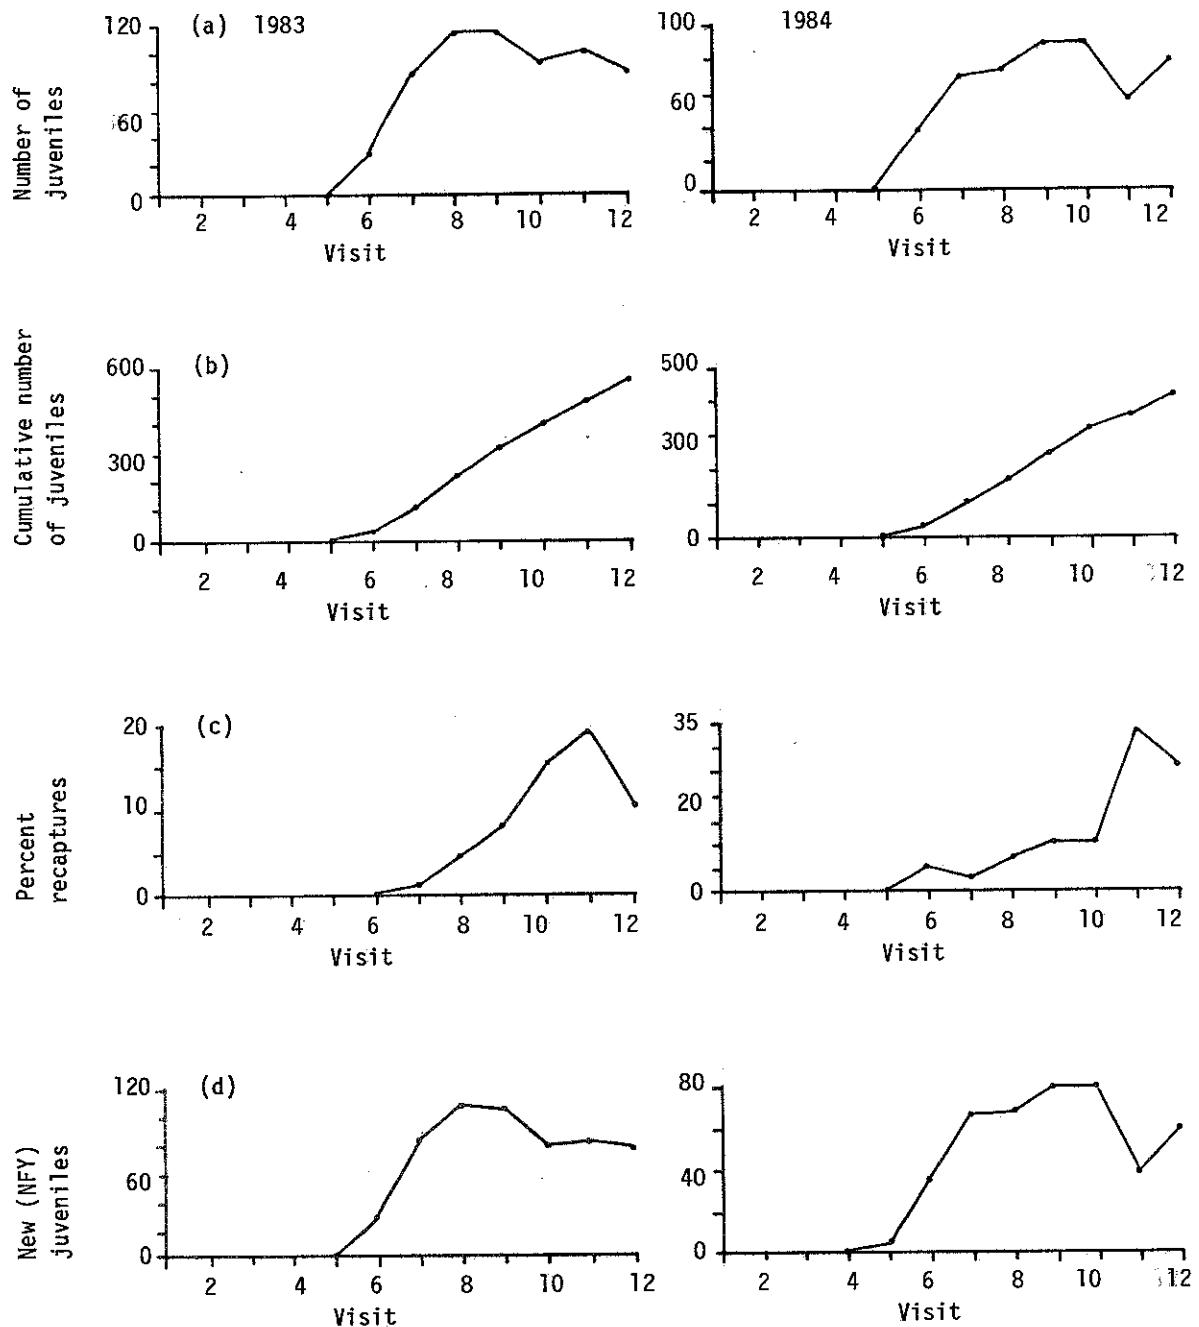 (a) 1983
1984
Number of
juveniles
120
60
0
2 4 6 8 10 12
Visit
100
60
0
2 4 6 8 10 12
Visit
(b)
Cumulative number
of juveniles
600
300
0
2 4 6 8 10 12
Visit
500
300
0
2 4 6 8 10 12
Visit
(c)
Percent
recaptures
20
10
0
2 4 6 8 10 12
Visit
35
20
0
2 4 6 8 10 12
Visit
(d)
New (NFY)
juveniles
120
60
0
2 4 6 8 10 12
Visit
80
40
0
2 4 6 8 10 12
Visit